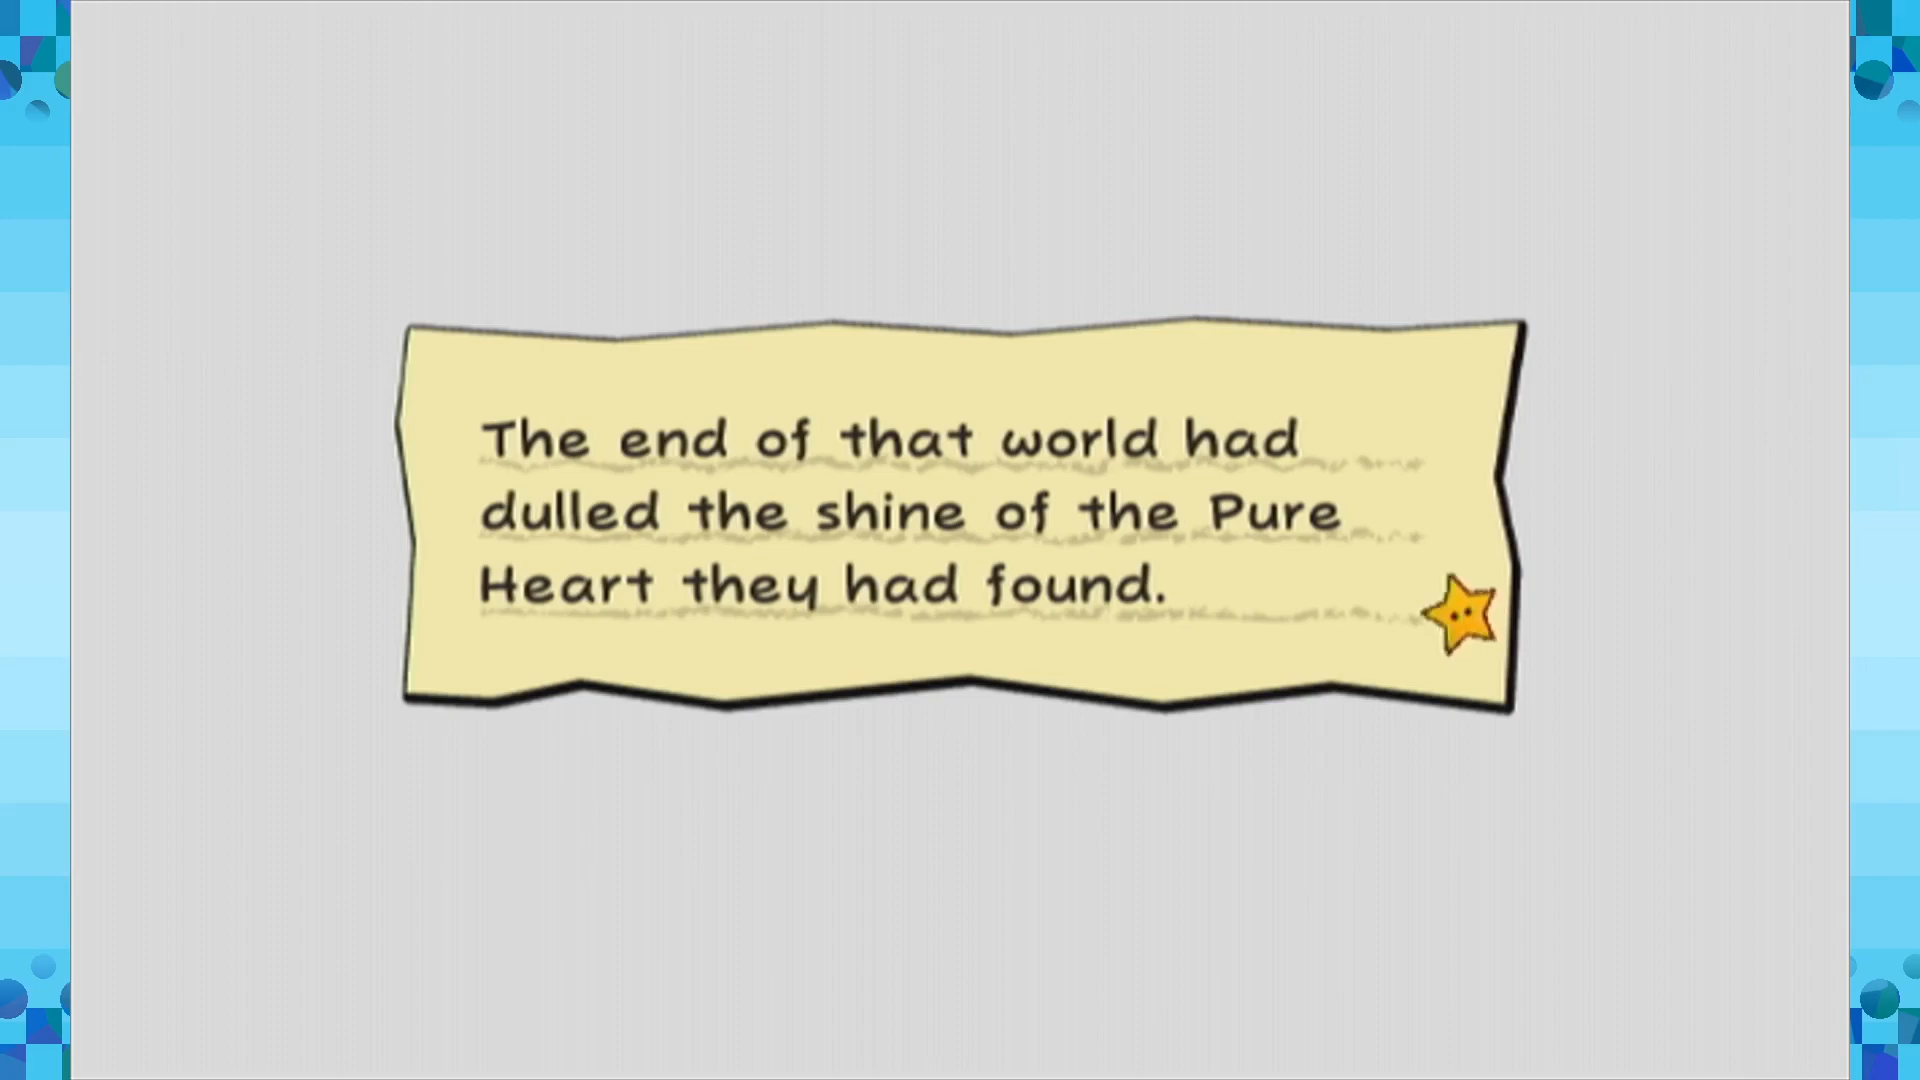 The end of that world had
dulled the shine of the Pure
Heart they had found.